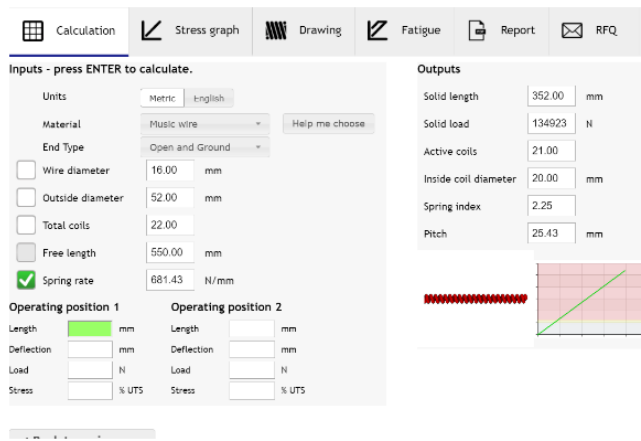 Calculation Stress graph Drawing Fatigue Report RFQ
Inputs - press ENTER to calculate.
Units Metric English
Material Music wire Help me choose
End Type Open and Ground
Wire diameter 16.00 mm
Outside diameter 52.00 mm
Total coils 22.00
Free length 550.00 mm
Spring rate 681.43 N/mm
Operating position 1 Operating position 2
Length mm Length mm
Deflection mm Deflection mm
Load N Load N
Stress % UTS Stress % UTS
Outputs
Solid length 352.00 mm
Solid load 134923 N
Active coils 21.00
Inside coil diameter 20.00 mm
Spring index 2.25
Pitch 25.43 mm